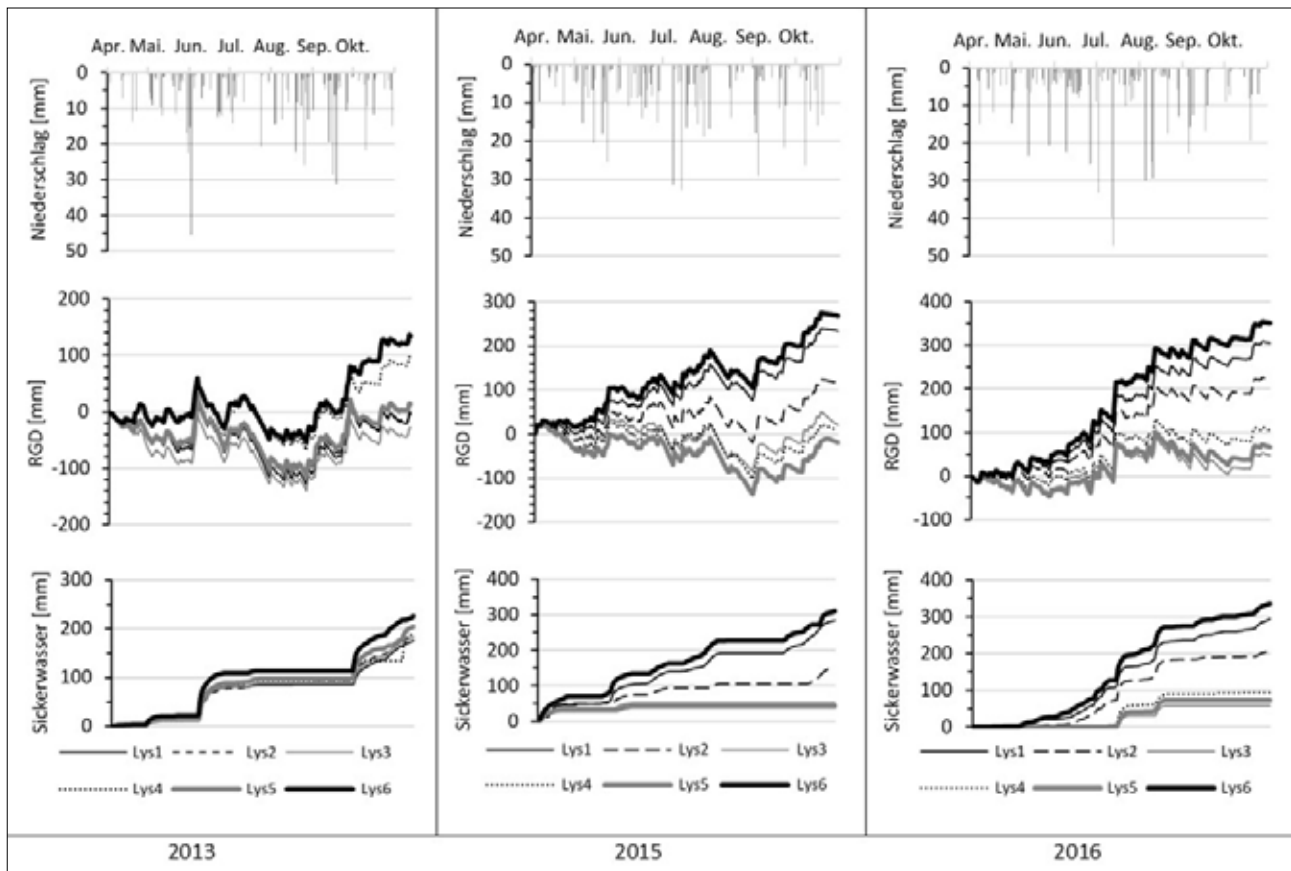 Apr. Mai. Jun. Jul. Aug. Sep. Okt.
Niederschlag [mm]
0
10
20
30
40
50
RGD [mm]
200
100
0
-100
-200
Sickerwasser [mm]
300
200
100
0
Lys1 Lys2 Lys3
Lys4 Lys5 Lys6
2013
Apr. Mai. Jun. Jul. Aug. Sep. Okt.
Niederschlag [mm]
0
10
20
30
40
50
RGD [mm]
300
200
100
0
-100
-200
Sickerwasser [mm]
400
300
200
100
0
Lys1 Lys2 Lys3
Lys4 Lys5 Lys6
2015
Apr. Mai. Jun. Jul. Aug. Sep. Okt.
Niederschlag [mm]
0
10
20
30
40
50
RGD [mm]
400
300
200
100
0
-100
Sickerwasser [mm]
400
300
200
100
0
Lys1 Lys2 Lys3
Lys4 Lys5 Lys6
2016